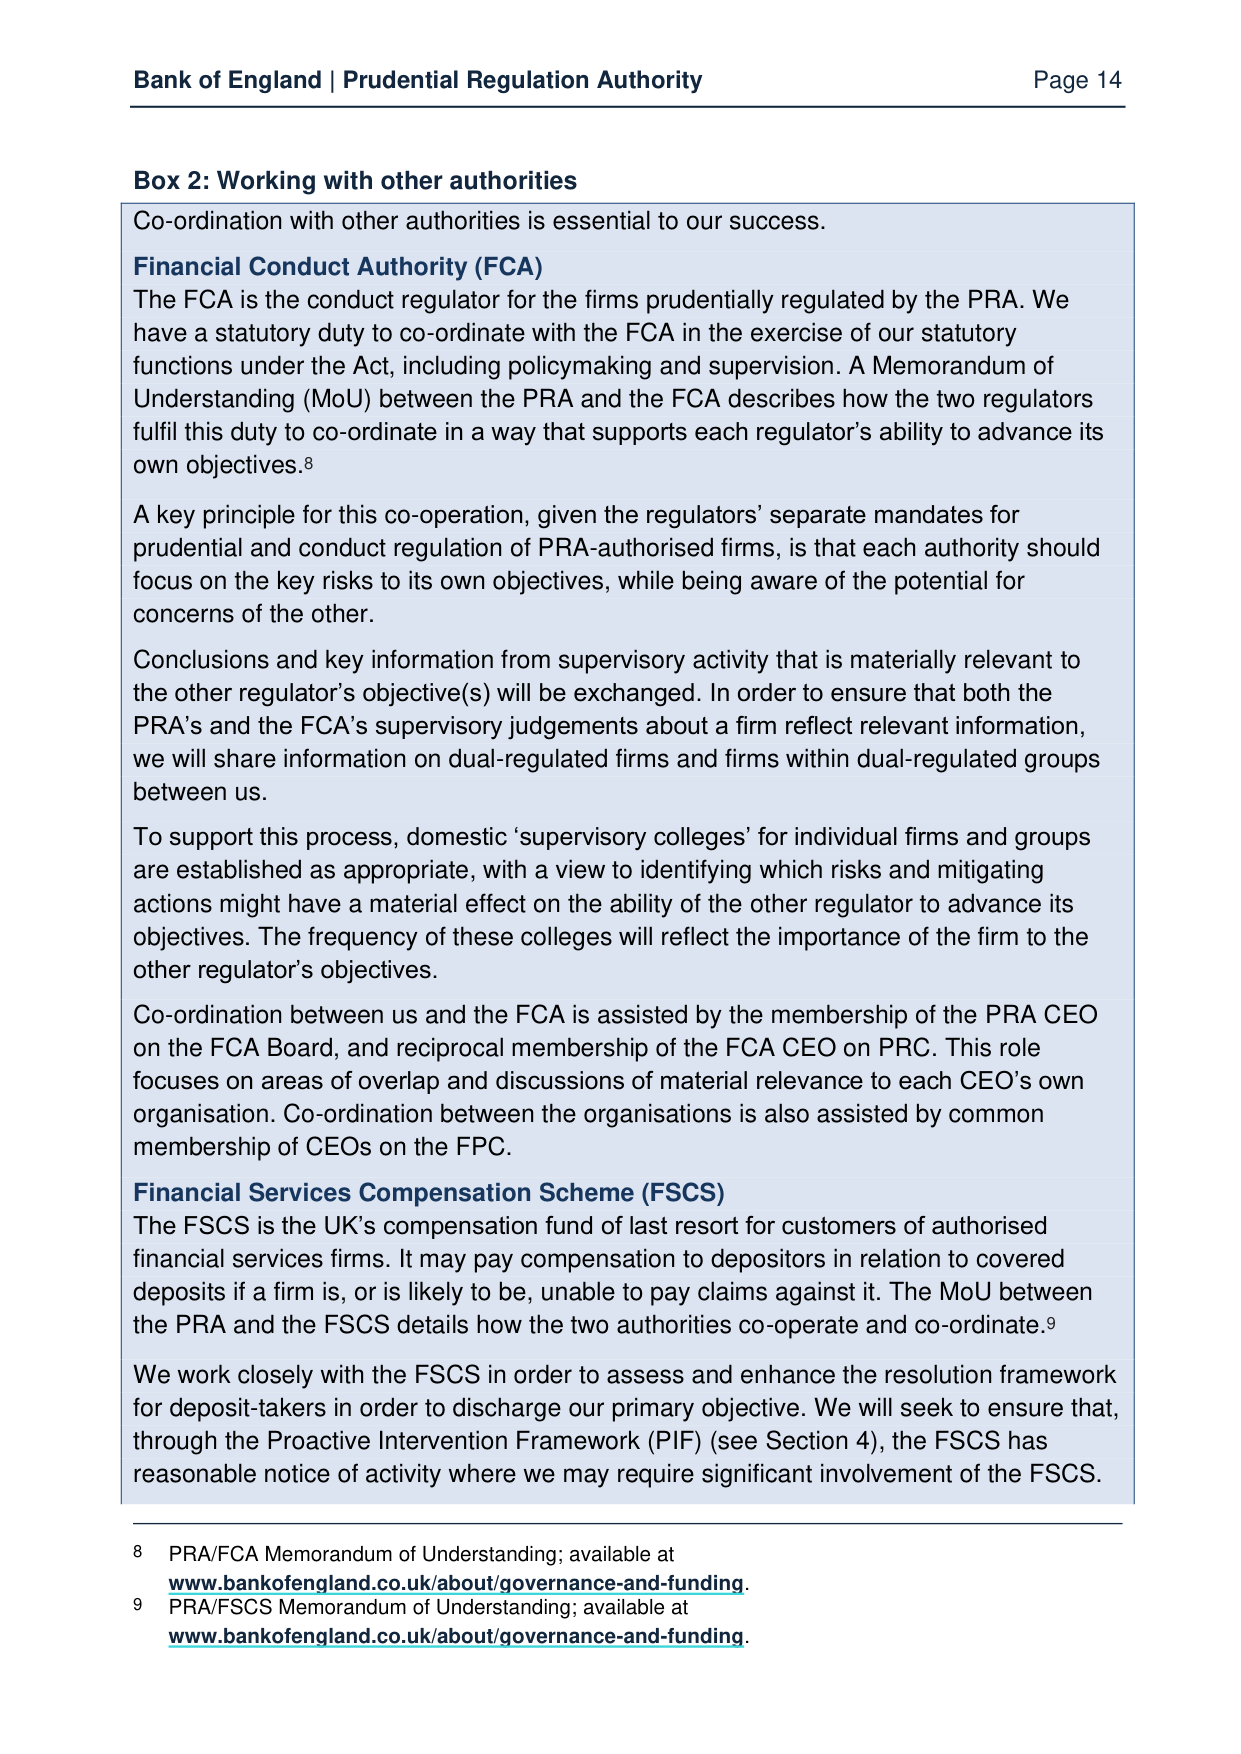 Bank of England | Prudential Regulation Authority Page 14
Box 2: Working with other authorities
Co-ordination with other authorities is essential to our success.
Financial Conduct Authority (FCA)
The FCA is the conduct regulator for the firms prudentially regulated by the PRA. We
have a statutory duty to co-ordinate with the FCA in the exercise of our statutory
functions under the Act, including policymaking and supervision. A Memorandum of
Understanding (MoU) between the PRA and the FCA describes how the two regulators
fulfil this duty to co-ordinate in a way that supports each regulator’s ability to advance its
own objectives.8
A key principle for this co-operation, given the regulators’ separate mandates for
prudential and conduct regulation of PRA-authorised firms, is that each authority should
focus on the key risks to its own objectives, while being aware of the potential for
concerns of the other.
Conclusions and key information from supervisory activity that is materially relevant to
the other regulator’s objective(s) will be exchanged. In order to ensure that both the
PRA’s and the FCA’s supervisory judgements about a firm reflect relevant information,
we will share information on dual-regulated firms and firms within dual-regulated groups
between us.
To support this process, domestic ‘supervisory colleges’ for individual firms and groups
are established as appropriate, with a view to identifying which risks and mitigating
actions might have a material effect on the ability of the other regulator to advance its
objectives. The frequency of these colleges will reflect the importance of the firm to the
other regulator’s objectives.
Co-ordination between us and the FCA is assisted by the membership of the PRA CEO
on the FCA Board, and reciprocal membership of the FCA CEO on PRC. This role
focuses on areas of overlap and discussions of material relevance to each CEO’s own
organisation. Co-ordination between the organisations is also assisted by common
membership of CEOs on the FPC.
Financial Services Compensation Scheme (FSCS)
The FSCS is the UK’s compensation fund of last resort for customers of authorised
financial services firms. It may pay compensation to depositors in relation to covered
deposits if a firm is, or is likely to be, unable to pay claims against it. The MoU between
the PRA and the FSCS details how the two authorities co-operate and co-ordinate.9
We work closely with the FSCS in order to assess and enhance the resolution framework
for deposit-takers in order to discharge our primary objective. We will seek to ensure that,
through the Proactive Intervention Framework (PIF) (see Section 4), the FSCS has
reasonable notice of activity where we may require significant involvement of the FSCS.
8 PRA/FCA Memorandum of Understanding; available at
www.bankofengland.co.uk/about/governance-and-funding.
9 PRA/FSCS Memorandum of Understanding; available at
www.bankofengland.co.uk/about/governance-and-funding.